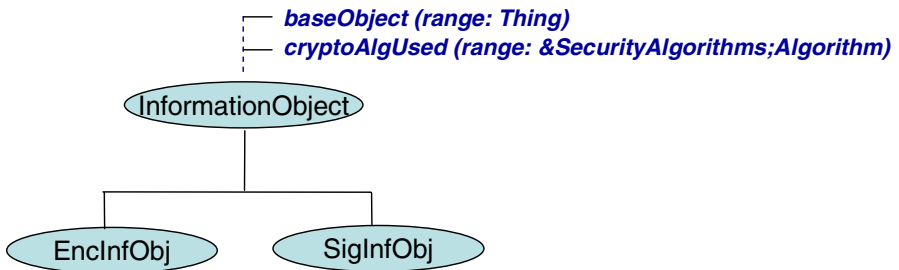 baseObject (range: Thing)
cryptoAlgUsed (range: &SecurityAlgorithms;Algorithm)
InformationObject
EncInfObj
SigInfObj